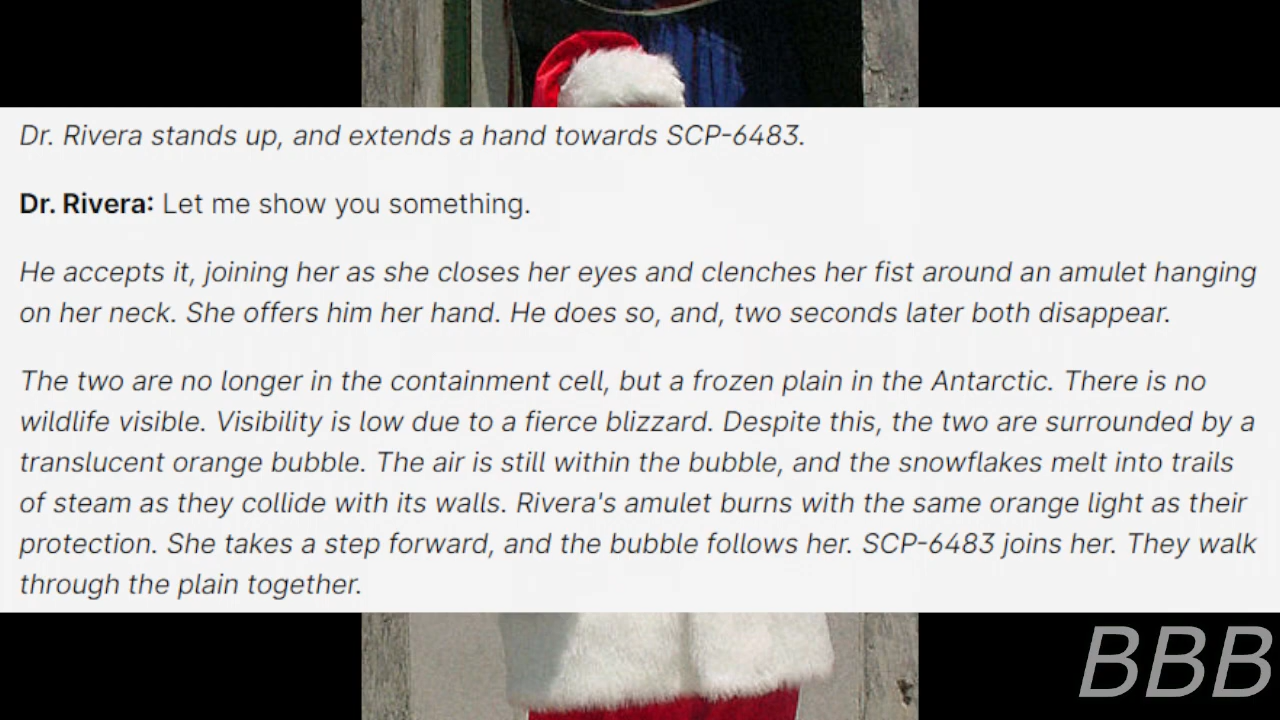 Dr. Rivera stands up, and extends a hand towards SCP-6483.
Dr. Rivera: Let me show you something.
He accepts it, joining her as she closes her eyes and clenches her fist around an amulet hanging
on her neck. She offers him her hand. He does so, and, two seconds later both disappear.
The two are no longer in the containment cell, but a frozen plain in the Antarctic. There is no
wildlife visible. Visibility is low due to a fierce blizzard. Despite this, the two are surrounded by a
translucent orange bubble. The air is still within the bubble, and the snowflakes melt into trails
of steam as they collide with its walls. Rivera's amulet burns with the same orange light as their
protection. She takes a step forward, and the bubble follows her. SCP-6483 joins her. They walk
through the plain together.
BBB